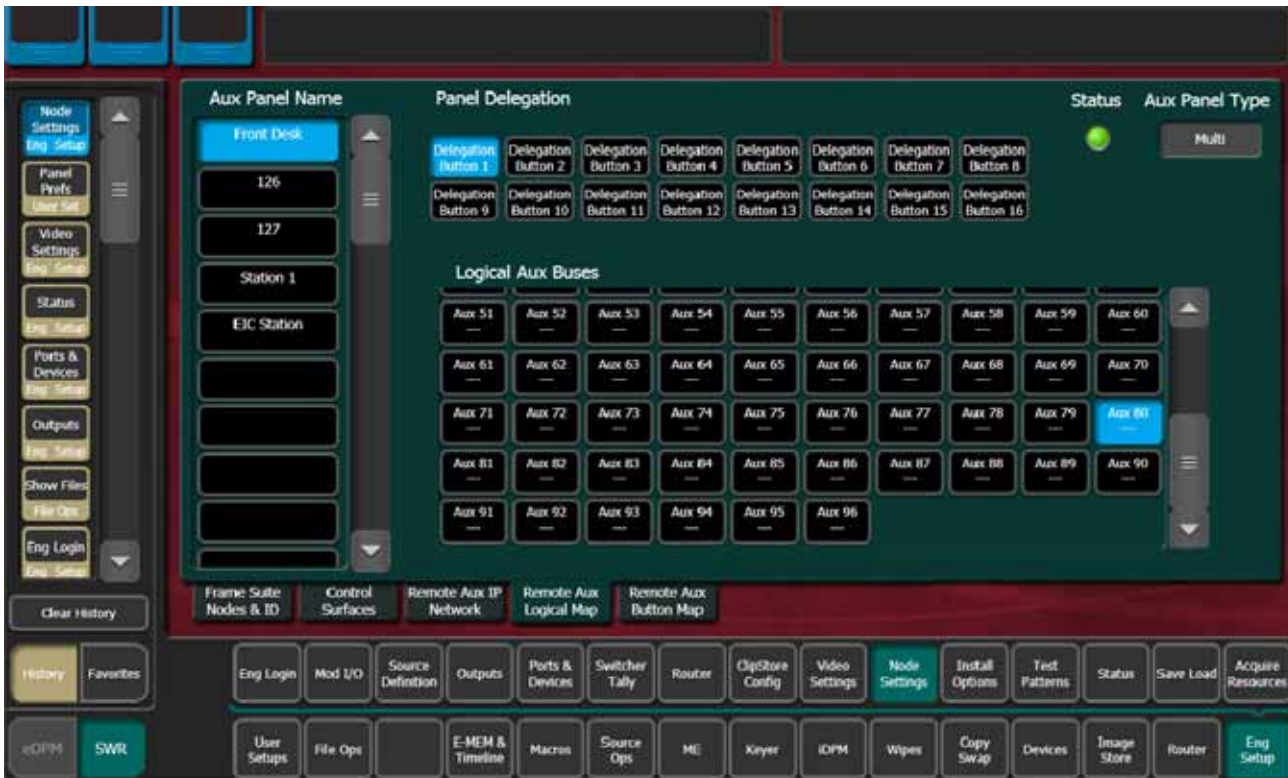 Node
Settings
Eng Setup
Panel
Prefs
User Set
Video
Settings
Eng Setup
Status
Eng Setup
Ports &
Devices
Eng Setup
Outputs
Eng Setup
Show Files
File Ops
Eng Login
Eng Setup
Clear History
History Favorites
eDPM SWR
Aux Panel Name
Front Desk
126
127
Station 1
EIC Station
Panel Delegation
Delegation Delegation Delegation Delegation Delegation Delegation Delegation Delegation
Button 1 Button 2 Button 3 Button 4 Button 5 Button 6 Button 7 Button 8
Delegation Delegation Delegation Delegation Delegation Delegation Delegation Delegation
Button 9 Button 10 Button 11 Button 12 Button 13 Button 14 Button 15 Button 16
Status Aux Panel Type
Multi
Logical Aux Buses
Aux 51 Aux 52 Aux 53 Aux 54 Aux 55 Aux 56 Aux 57 Aux 58 Aux 59 Aux 60
---- ---- ---- ---- ---- ---- ---- ---- ---- ----
Aux 61 Aux 62 Aux 63 Aux 64 Aux 65 Aux 66 Aux 67 Aux 68 Aux 69 Aux 70
---- ---- ---- ---- ---- ---- ---- ---- ---- ----
Aux 71 Aux 72 Aux 73 Aux 74 Aux 75 Aux 76 Aux 77 Aux 78 Aux 79 Aux 80
---- ---- ---- ---- ---- ---- ---- ---- ---- ----
Aux 81 Aux 82 Aux 83 Aux 84 Aux 85 Aux 86 Aux 87 Aux 88 Aux 89 Aux 90
---- ---- ---- ---- ---- ---- ---- ---- ---- ----
Aux 91 Aux 92 Aux 93 Aux 94 Aux 95 Aux 96
---- ---- ---- ---- ---- ----
Frame Suite Control Remote Aux IP Remote Aux Remote Aux
Nodes & ID Surfaces Network Logical Map Button Map
Eng Login Mod I/O Source Definition Outputs Ports & Devices Switcher Tally Router ClipStore Config Video Settings Node Settings Install Options Test Patterns Status Save Load Acquire Resources
User Setups File Ops E-MEM & Timeline Macros Source Ops ME Keyer iDPM Wipes Copy Swap Devices Image Store Router Eng Setup